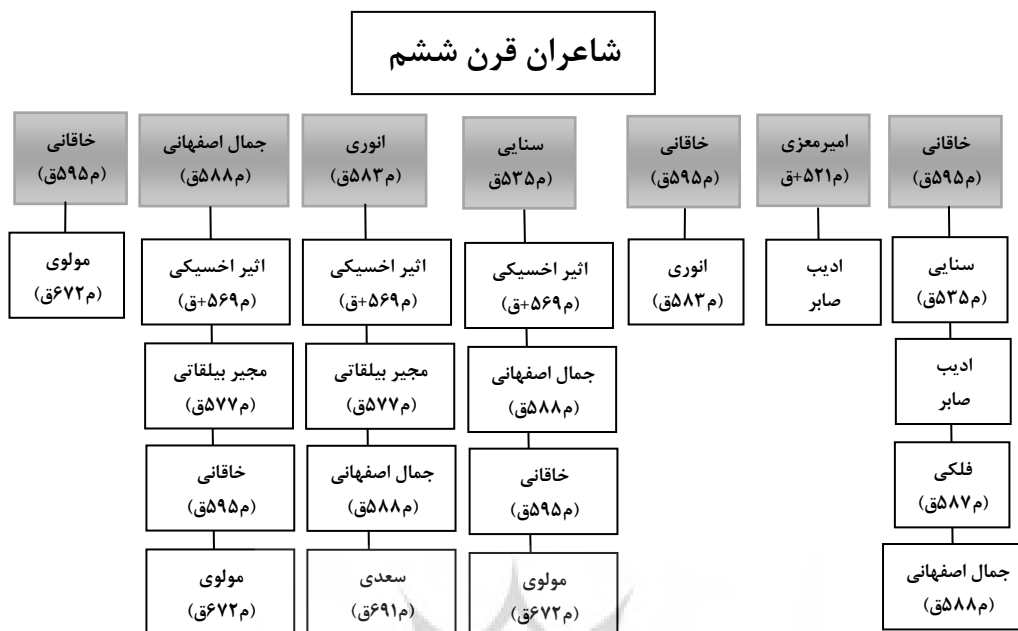 شاعران قرن ششم
خاقانی
(م۵۹۵ق)
سنایی
(م۵۳۵ق)
ادیب
صابر
فلکی
(م۵۸۷ق)
جمال اصفهانی
(م۵۸۸ق)
امیرمعزی
(م۵۲۱+ق
ادیب
صابر
خاقانی
(م۵۹۵ق)
انوری
(م۵۸۳ق)
سنایی
(م۵۳۵ق
اثیر اخسیکی
(م۵۶۹+ق)
جمال اصفهانی
(م۵۸۸ق)
خاقانی
(م۵۹۵ق)
مولوی
(م۶۷۲ق)
انوری
(م۵۸۳ق)
اثیر اخسیکی
(م۵۶۹+ق)
مجیر بیلقاتی
(م۵۷۷ق)
جمال اصفهانی
(م۵۸۸ق)
سعدی
(م۶۹۱ق)
جمال اصفهانی
(م۵۸۸ق)
اثیر اخسیکی
(م۵۶۹+ق)
مجیر بیلقاتی
(م۵۷۷ق)
خاقانی
(م۵۹۵ق)
مولوی
(م۶۷۲ق)
خاقانی
(م۵۹۵ق)
مولوی
(م۶۷۲ق)